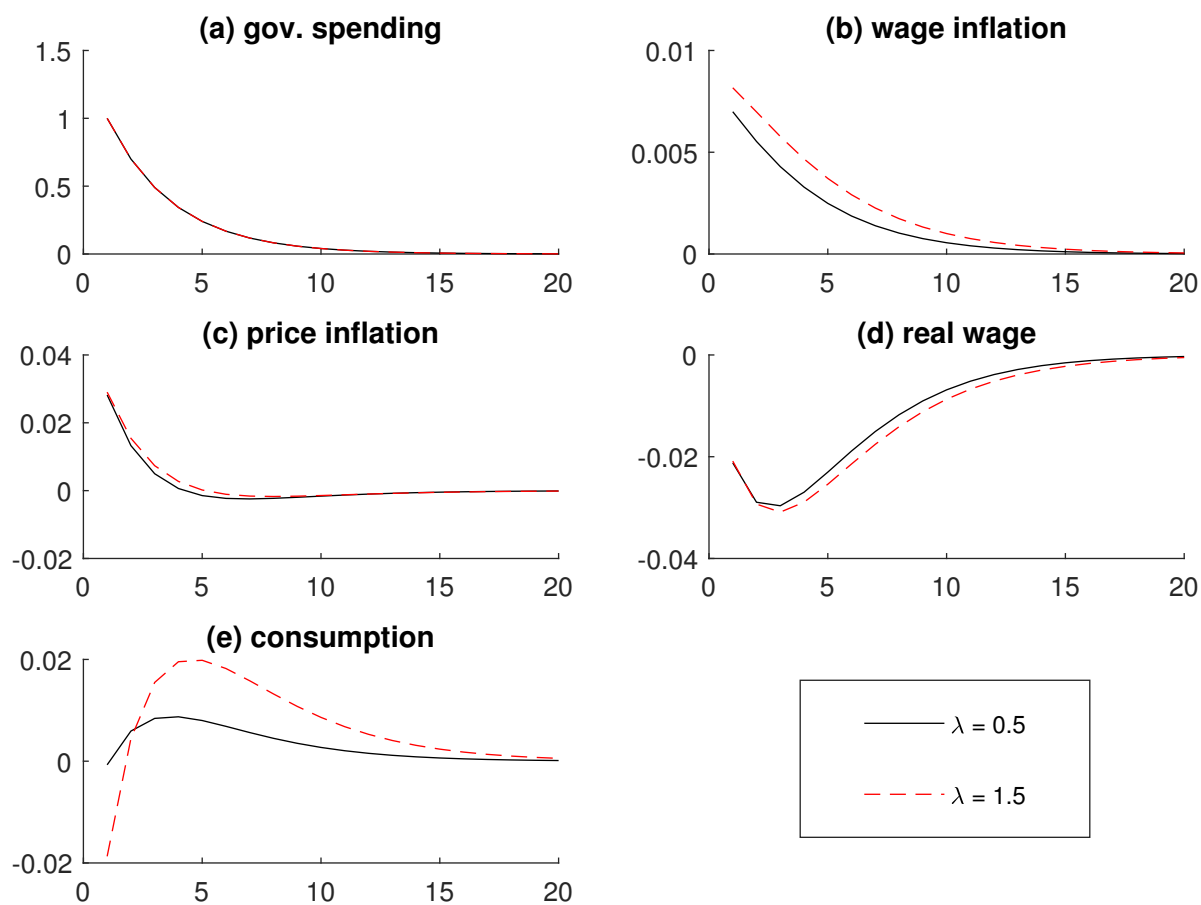 (a) gov. spending
1.5
1
0.5
0
0 5 10 15 20
(b) wage inflation
0.01
0.005
0
0 5 10 15 20
(c) price inflation
0.04
0.02
0
-0.02
0 5 10 15 20
(d) real wage
0
-0.02
-0.04
0 5 10 15 20
(e) consumption
0.02
0
-0.02
0 5 10 15 20
λ = 0.5
λ = 1.5